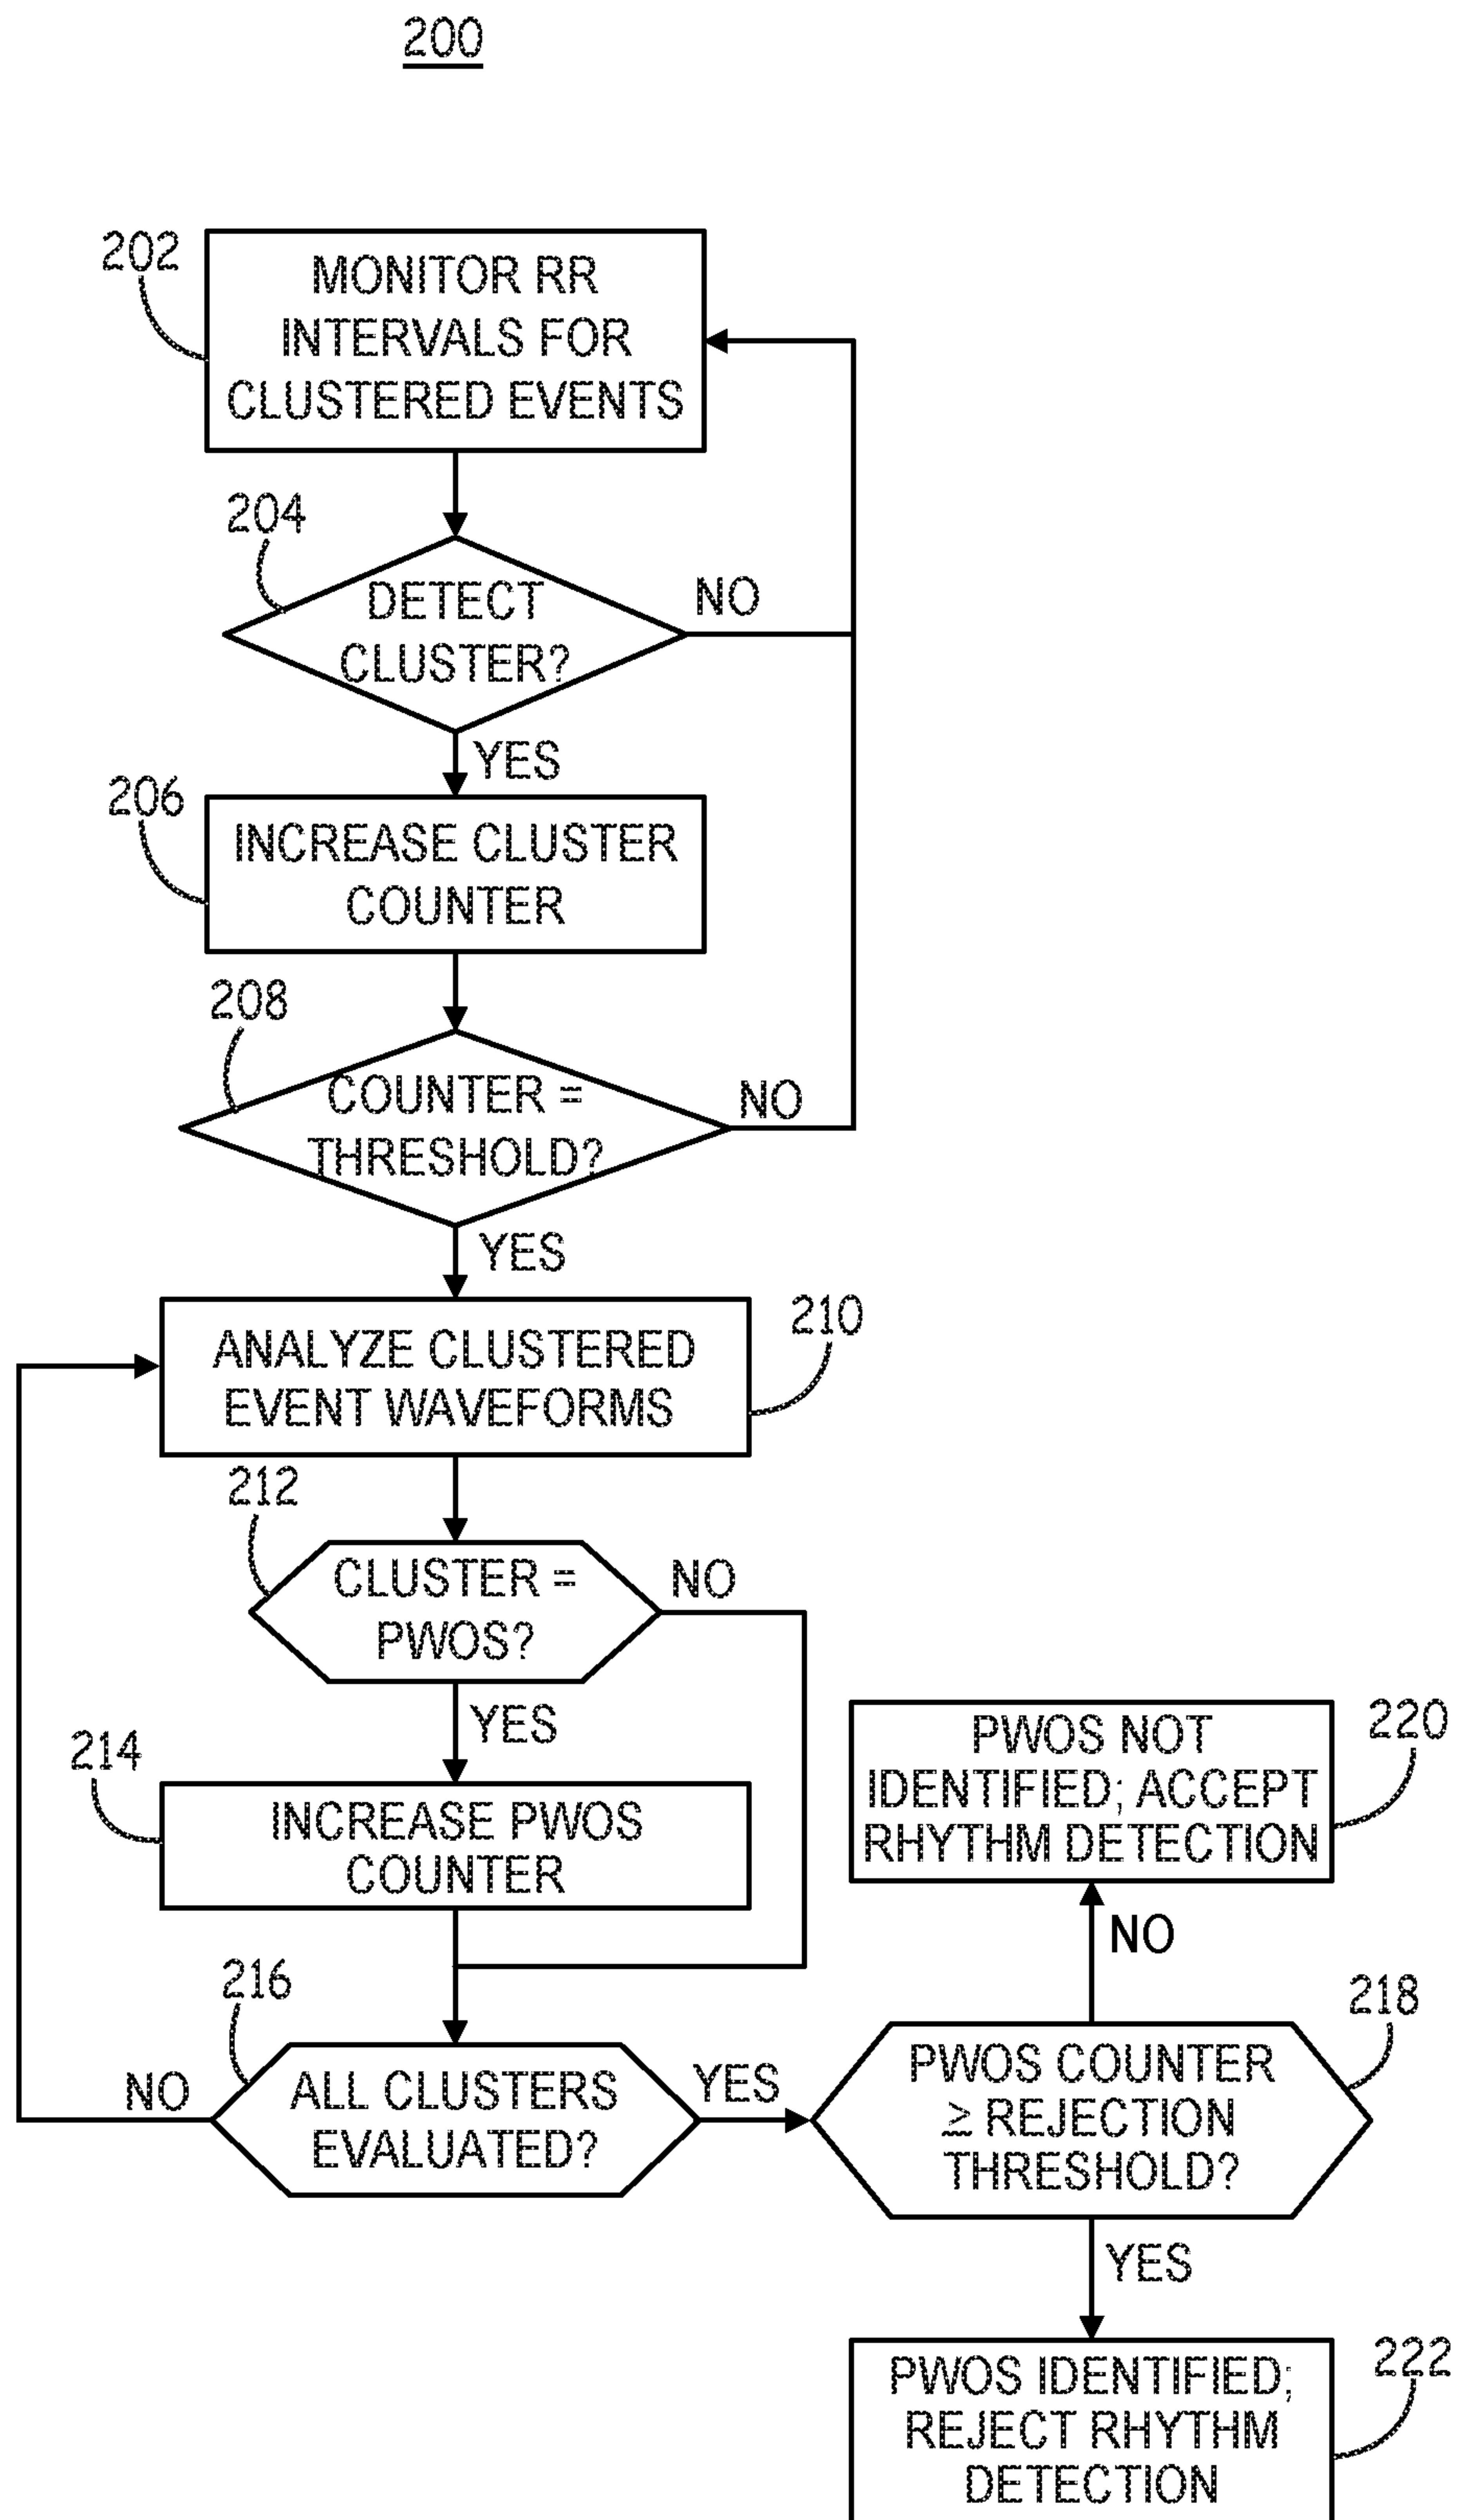 200
202
MONITOR RR
INTERVALS FOR
CLUSTERED EVENTS
204
DETECT
CLUSTER?
NO
YES
206
INCREASE CLUSTER
COUNTER
208
COUNTER =
THRESHOLD?
NO
YES
210
ANALYZE CLUSTERED
EVENT WAVEFORMS
212
CLUSTER =
PWOS?
NO
YES
214
INCREASE PWOS
COUNTER
216
ALL CLUSTERS
EVALUATED?
NO
YES
218
PWOS COUNTER
≥ REJECTION
THRESHOLD?
NO
220
PWOS NOT
IDENTIFIED; ACCEPT
RHYTHM DETECTION
YES
222
PWOS IDENTIFIED;
REJECT RHYTHM
DETECTION